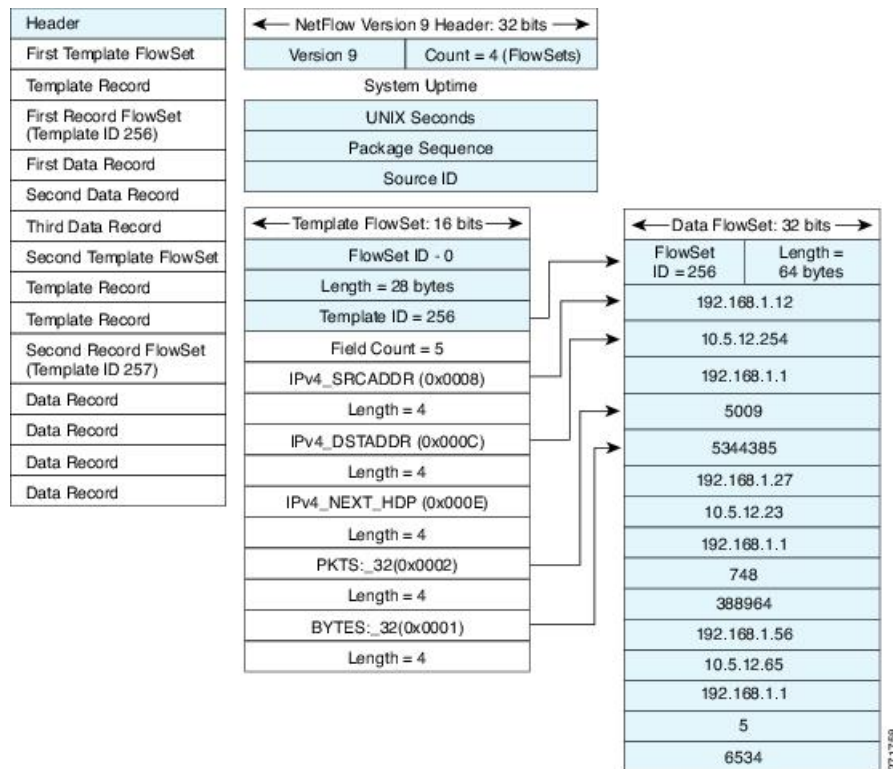 Header
First Template FlowSet
Template Record
First Record FlowSet
(Template ID 256)
First Data Record
Second Data Record
Third Data Record
Second Template FlowSet
Template Record
Template Record
Second Record FlowSet
(Template ID 257)
Data Record
Data Record
Data Record
Data Record
NetFlow Version 9 Header: 32 bits
Version 9
Count = 4 (FlowSets)
System Uptime
UNIX Seconds
Package Sequence
Source ID
Template FlowSet: 16 bits
FlowSet ID - 0
Length = 28 bytes
Template ID = 256
Field Count = 5
IPv4_SRCADDR (0x0008)
Length = 4
IPv4_DSTADDR (0x000C)
Length = 4
IPv4_NEXT_HDP (0x000E)
Length = 4
PKTS:_32(0x0002)
Length = 4
BYTES:_32(0x0001)
Length = 4
Data FlowSet: 32 bits
FlowSet
ID = 256
Length =
64 bytes
192.168.1.12
10.5.12.254
192.168.1.1
5009
5344385
192.168.1.27
10.5.12.23
192.168.1.1
748
388964
192.168.1.56
10.5.12.65
192.168.1.1
5
6534